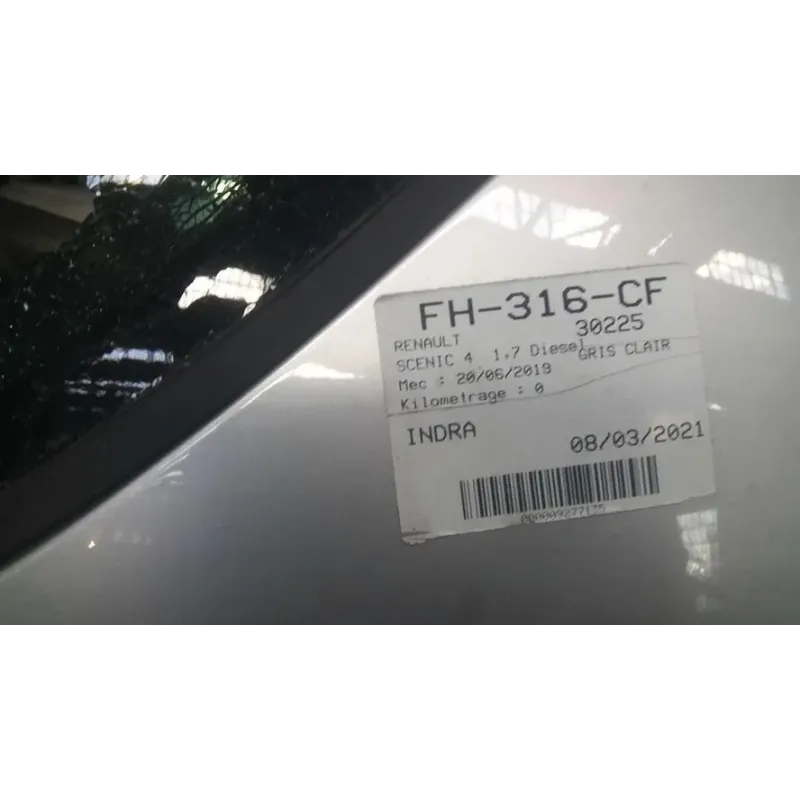 FH-316-CF
RENAULT 30225
SCENIC 4 1,7 Diesel GRIS CLAIR
Mec : 20/06/2019
Kilometrage : 0
INDRA 08/03/2021
000009277135